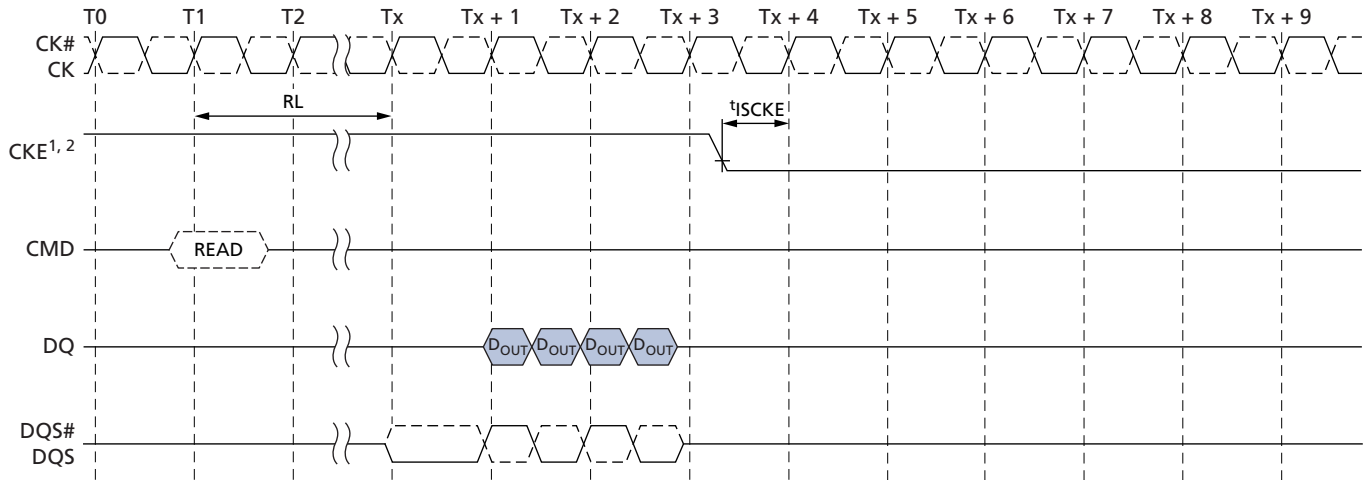 T0 T1 T2 Tx Tx + 1 Tx + 2 Tx + 3 Tx + 4 Tx + 5 Tx + 6 Tx + 7 Tx + 8 Tx + 9
CK#
CK
RL
tISCKE
CKE1, 2
CMD
READ
DQ
DOUT DOUT DOUT DOUT
DQS#
DQS